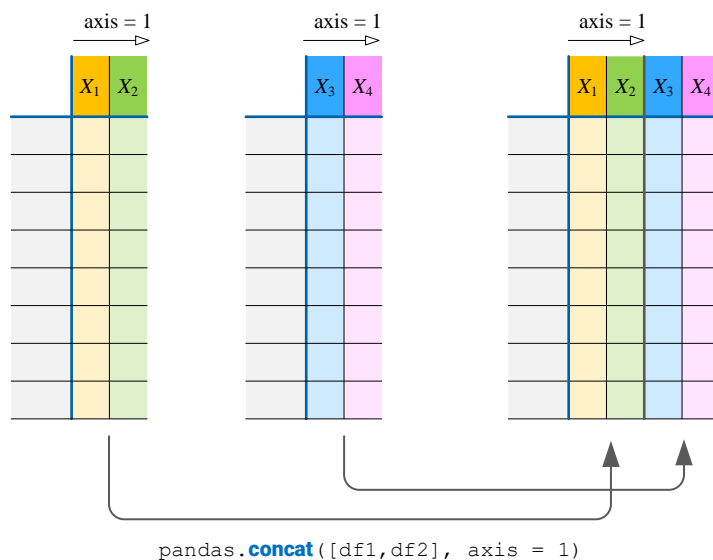 axis = 1 axis = 1 axis = 1
X₁ X₂ X₃ X₄ X₁ X₂ X₃ X₄
pandas.concat([df1,df2], axis = 1)